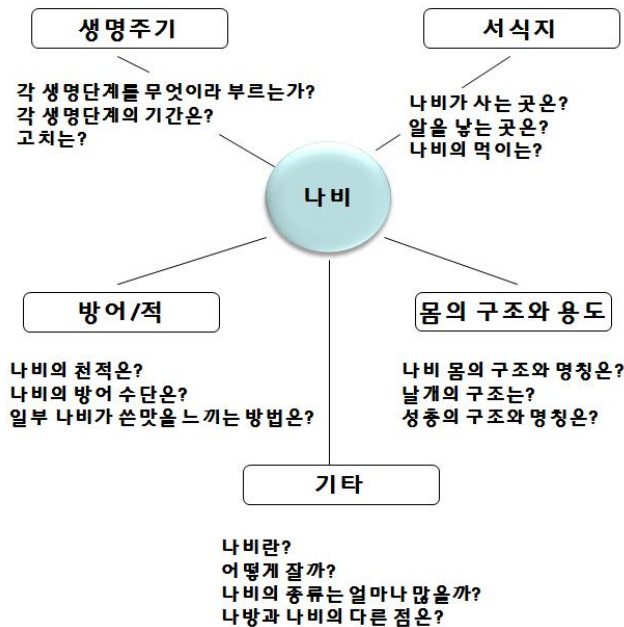 생명주기
각 생명단계를 무엇이라 부르는가?
각 생명단계의 기간은?
고치는?
서식지
나비가 사는 곳은?
알을 낳는 곳은?
나비의 먹이는?
나비
방어/적
나비의 천적은?
나비의 방어 수단은?
일부 나비가 쓴맛을 느끼는 방법은?
몸의 구조와 용도
나비 몸의 구조와 명칭은?
날개의 구조는?
성충의 구조와 명칭은?
기타
나비란?
어떻게 잘까?
나비의 종류는 얼마나 많을까?
나방과 나비의 다른 점은?